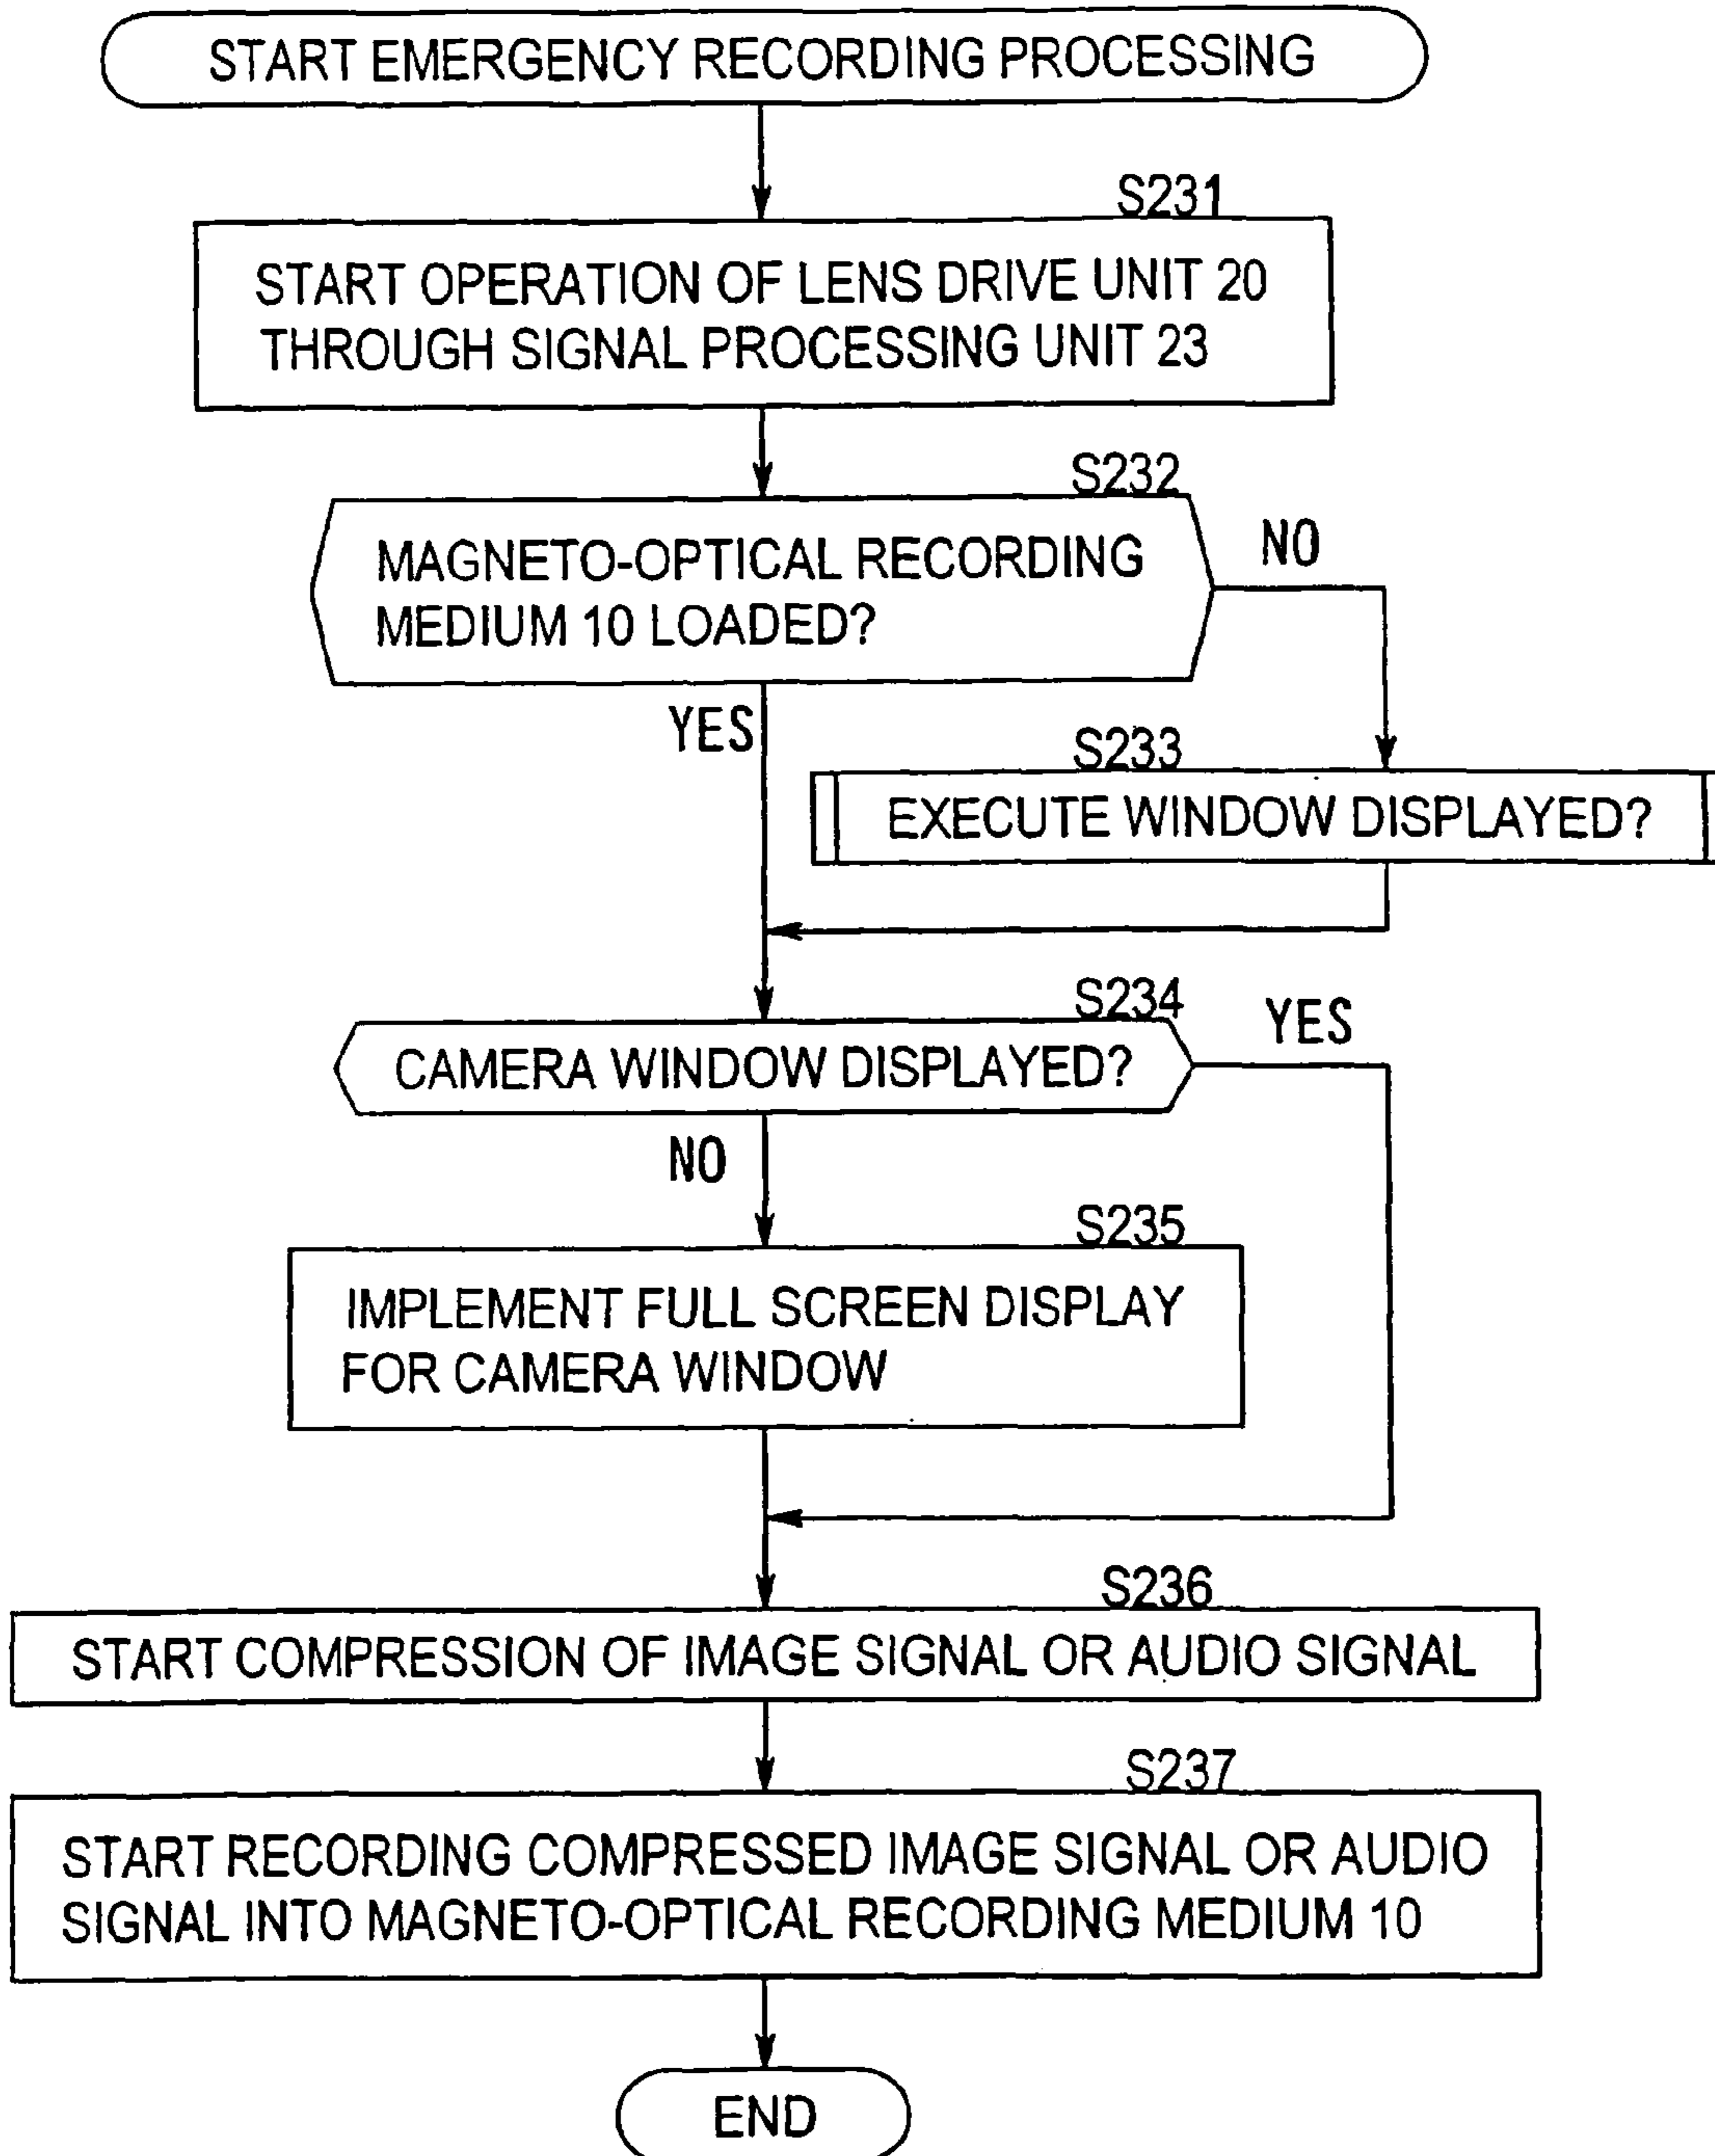 START EMERGENCY RECORDING PROCESSING
S231
START OPERATION OF LENS DRIVE UNIT 20
THROUGH SIGNAL PROCESSING UNIT 23
S232
MAGNETO-OPTICAL RECORDING
MEDIUM 10 LOADED?
NO
YES
S233
EXECUTE WINDOW DISPLAYED?
S234
CAMERA WINDOW DISPLAYED?
YES
NO
S235
IMPLEMENT FULL SCREEN DISPLAY
FOR CAMERA WINDOW
S236
START COMPRESSION OF IMAGE SIGNAL OR AUDIO SIGNAL
S237
START RECORDING COMPRESSED IMAGE SIGNAL OR AUDIO
SIGNAL INTO MAGNETO-OPTICAL RECORDING MEDIUM 10
END